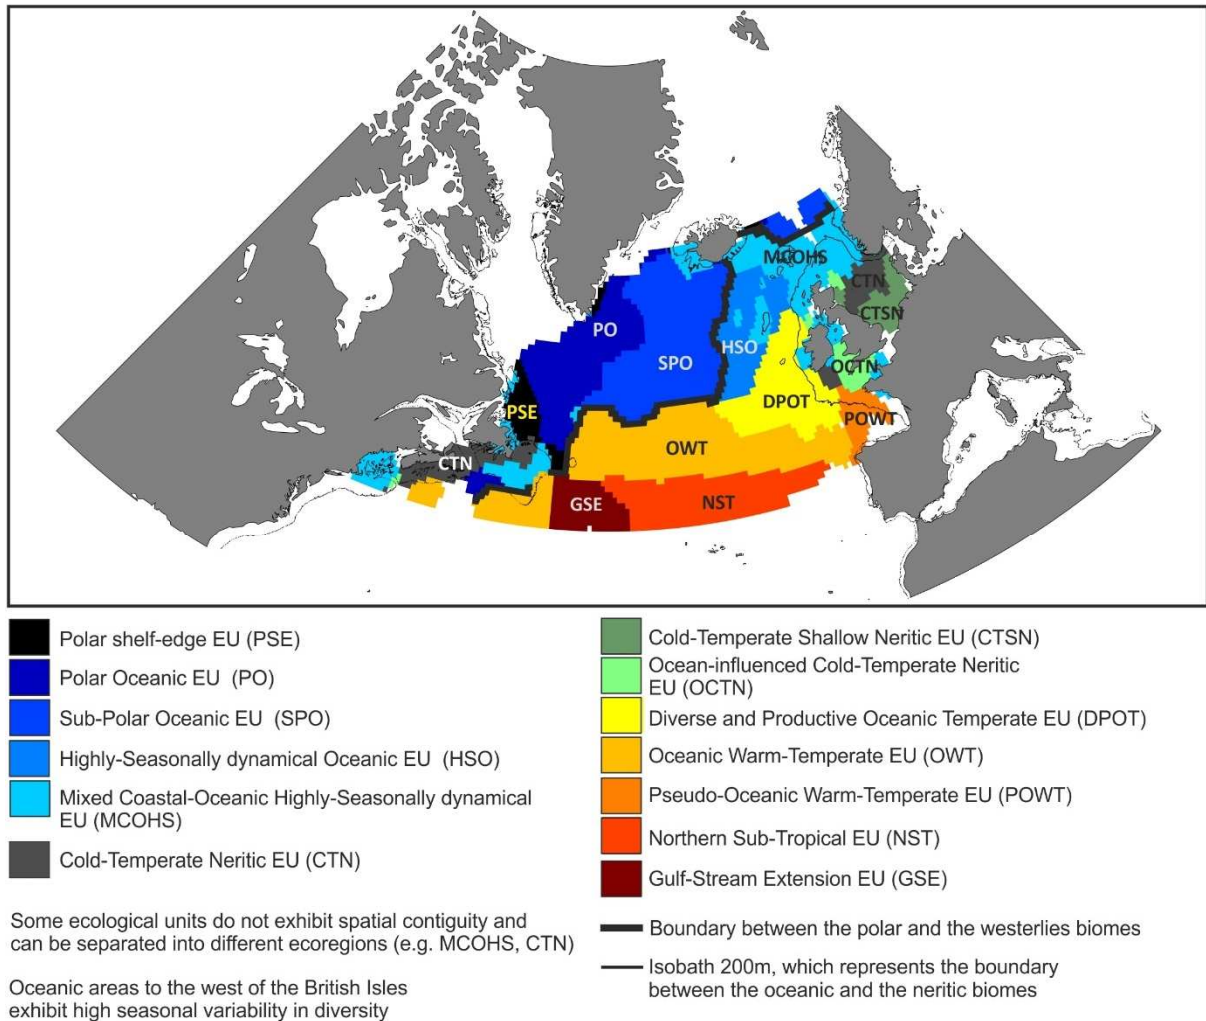 MCOHS
CTN
CTSN
PO
HSO
SPO
OCTN
PSE
DPOT
POWT
CTN
OWT
GSE
NST
Polar shelf-edge EU (PSE)
Polar Oceanic EU (PO)
Sub-Polar Oceanic EU (SPO)
Highly-Seasonally dynamical Oceanic EU (HSO)
Mixed Coastal-Oceanic Highly-Seasonally dynamical
EU (MCOHS)
Cold-Temperate Neritic EU (CTN)
Some ecological units do not exhibit spatial contiguity and
can be separated into different ecoregions (e.g. MCOHS, CTN)
Oceanic areas to the west of the British Isles
exhibit high seasonal variability in diversity
Cold-Temperate Shallow Neritic EU (CTSN)
Ocean-influenced Cold-Temperate Neritic
EU (OCTN)
Diverse and Productive Oceanic Temperate EU (DPOT)
Oceanic Warm-Temperate EU (OWT)
Pseudo-Oceanic Warm-Temperate EU (POWT)
Northern Sub-Tropical EU (NST)
Gulf-Stream Extension EU (GSE)
Boundary between the polar and the westerlies biomes
Isobath 200m, which represents the boundary
between the oceanic and the neritic biomes